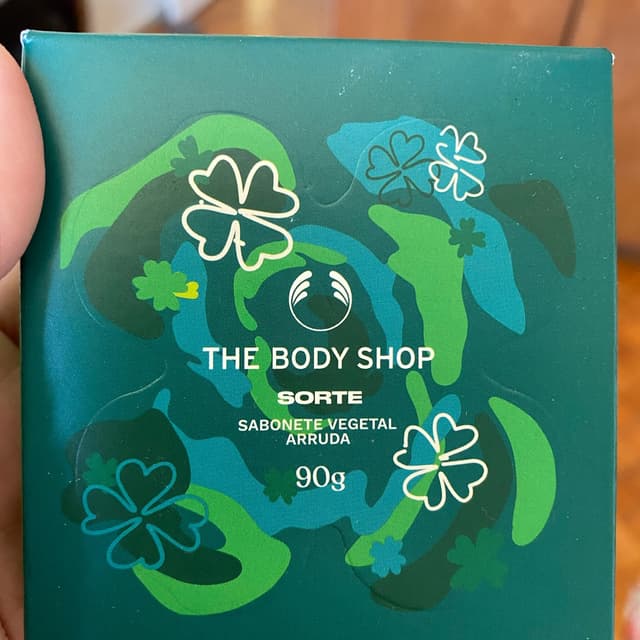 THE BODY SHOP
SORTE
SABONETE VEGETAL
ARRUDA
90g